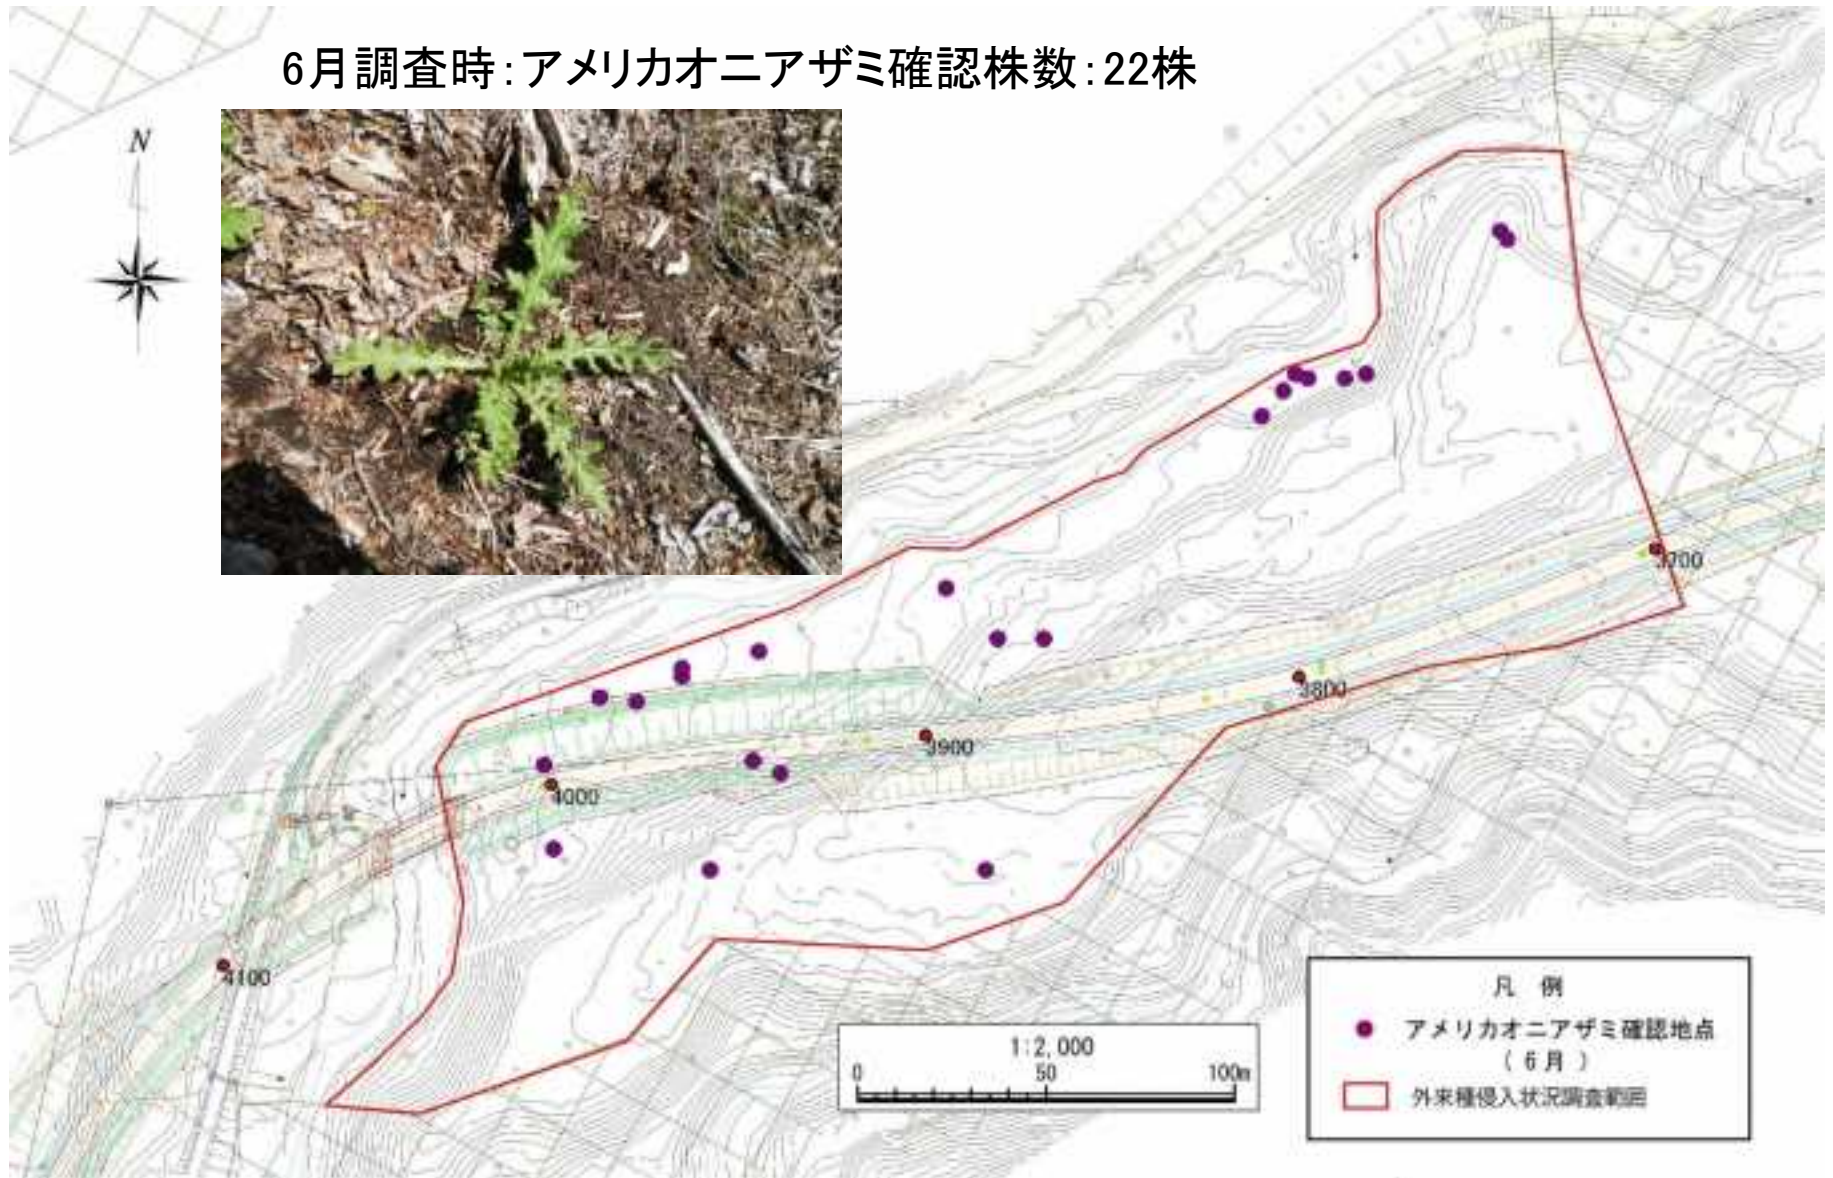 6月調査時:アメリカオニアザミ確認株数:22株
N
3700
3800
3900
4000
4100
1:2,000
0 50 100m
凡 例
アメリカオニアザミ確認地点
(6月)
外来種侵入状況調査範囲